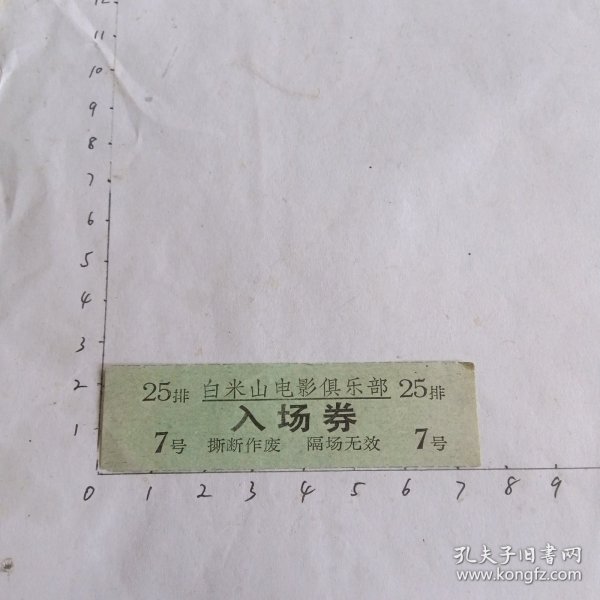 12
11
10
9
8
7
6
5
4
3
2
1
25排 白米山电影俱乐部 25排
入场券
7号 撕断作废 隔场无效 7号
0 1 2 3 4 5 6 7 8 9
孔夫子旧书网
www.kongfz.com